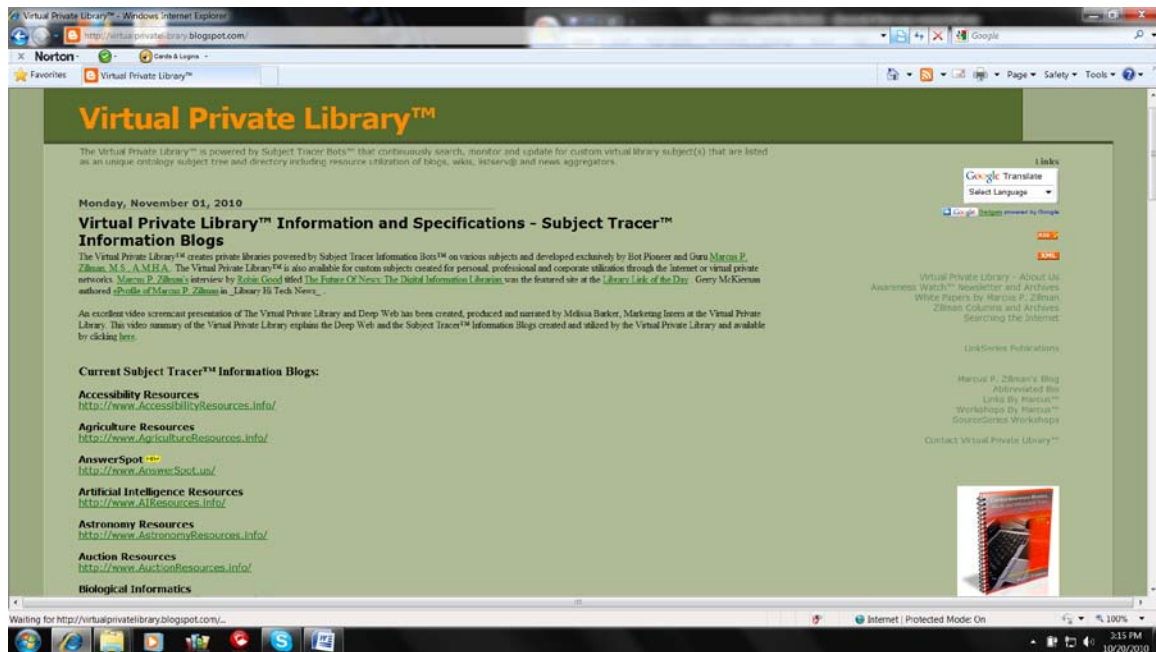 Virtual Private Library™ - Windows Internet Explorer
http://virtualprivatelibrary.blogspot.com/
Google
x Norton
Cards & Logins
Favorites
Virtual Private Library™
Page Safety Tools
Virtual Private Library™
The Virtual Private Library™ is powered by Subject Tracer Bots™ that continuously search, monitor and update for custom virtual library subject(s) that are listed
as an unique ontology subject tree and directory including resource utilization of blogs, wikis, listserv® and news aggregators.
Monday, November 01, 2010
Virtual Private Library™ Information and Specifications - Subject Tracer™
Information Blogs
The Virtual Private Library™ creates private libraries powered by Subject Tracer Information Bots™ on various subjects and developed exclusively by Bot Pioneer and Guru Marcus P.
Zillman, M.S., A.M.H.A. The Virtual Private Library™ is also available for custom subjects created for personal, professional and corporate utilization through the Internet or virtual private
networks. Marcus P. Zillman's interview by Robin Good titled The Future Of News: The Digital Information Librarian was the featured site at the Library Link of the Day. Gerry McKiernan
authored eProfile of Marcus P. Zillman in _Library Hi Tech News_ .
An excellent video screencast presentation of The Virtual Private Library and Deep Web has been created, produced and narrated by Melissa Barker, Marketing Intern at the Virtual Private
Library. This video summary of the Virtual Private Library explains the Deep Web and the Subject Tracer™ Information Blogs created and utilized by the Virtual Private Library and available
by clicking here.
Current Subject Tracer™ Information Blogs:
Accessibility Resources
http://www.AccessibilityResources.info/
Agriculture Resources
http://www.AgricultureResources.info/
AnswerSpot NEW
http://www.AnswerSpot.us/
Artificial Intelligence Resources
http://www.AIResources.info/
Astronomy Resources
http://www.AstronomyResources.info/
Auction Resources
http://www.AuctionResources.info/
Biological Informatics
Links
Google Translate
Select Language
Google Gadgets powered by Google
RSS
XML
Virtual Private Library - About Us
Awareness Watch™ Newsletter and Archives
White Papers by Marcus P. Zillman
Zillman Columns and Archives
Searching the Internet
LinkSeries Publications
Marcus P. Zillman's Blog
Abbreviated Bio
Links By Marcus™
Workshops By Marcus™
SourceSeries Workshops
Contact Virtual Private Library™
Waiting for http://virtualprivatelibrary.blogspot.com/...
Internet | Protected Mode: On
100%
3:15 PM
10/20/2010